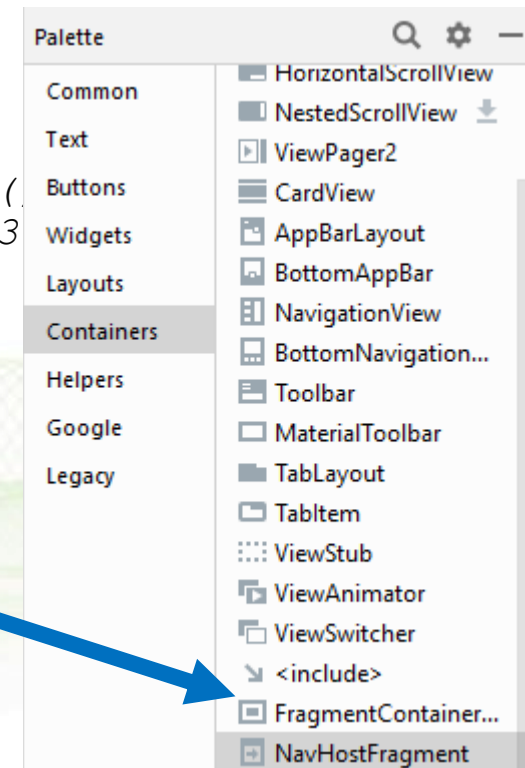 Palette
Common
Text
Buttons
Widgets
Layouts
Containers
Helpers
Google
Legacy
HorizontalScrollView
NestedScrollView
ViewPager2
CardView
AppBarLayout
BottomAppBar
NavigationView
BottomNavigation...
Toolbar
MaterialToolbar
TabLayout
TabItem
ViewStub
ViewAnimator
ViewSwitcher
<include>
FragmentContainer...
NavHostFragment
(
3